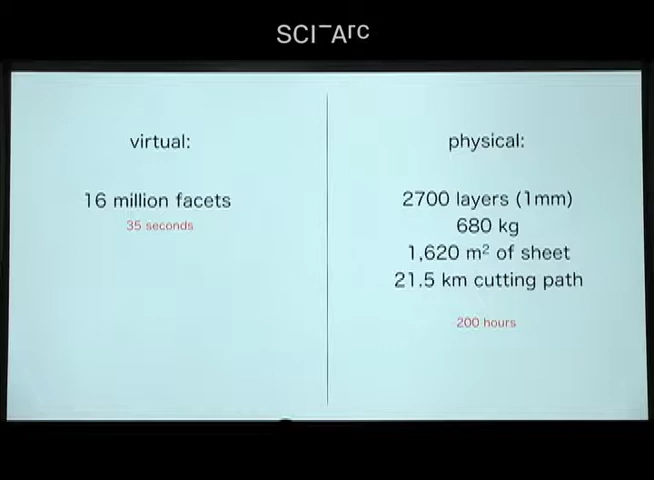 SCI-Arc
virtual:
16 million facets
35 seconds
physical:
2700 layers (1mm)
680 kg
1,620 m² of sheet
21.5 km cutting path
200 hours